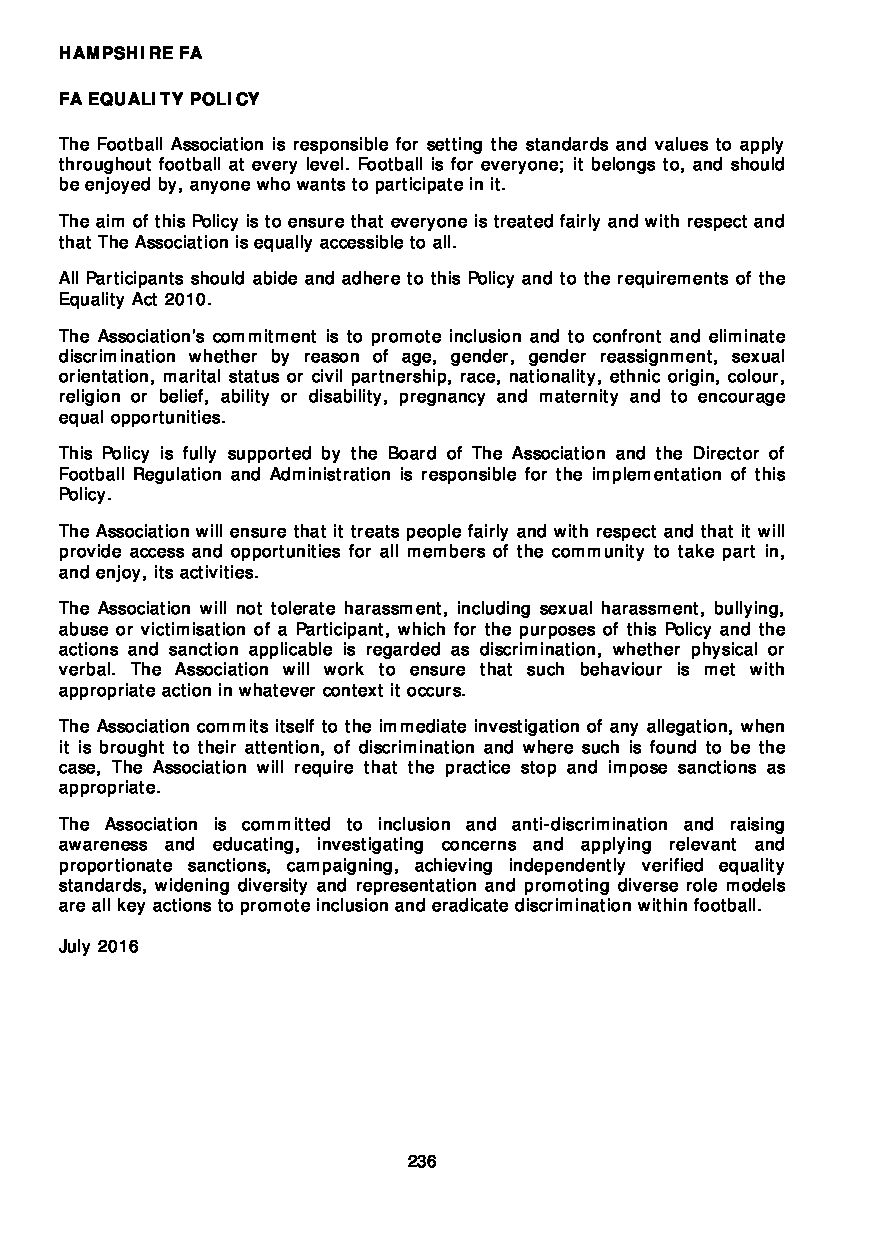 HAMPSHIRE FA
FA EQUALITY POLICY
The Football Association is responsible for setting the standards and values to apply
throughout football at every level. Football is for everyone; it belongs to, and should
be enjoyed by, anyone who wants to participate in it.
The aim of this Policy is to ensure that everyone is treated fairly and with respect and
that The Association is equally accessible to all.
All Participants should abide and adhere to this Policy and to the requirements of the
Equality Act 2010.
The Association's commitment is to promote inclusion and to confront and eliminate
discrimination whether by reason of age, gender, gender reassignment, sexual
orientation, marital status or civil partnership, race, nationality, ethnic origin, colour,
religion or belief, ability or disability, pregnancy and maternity and to encourage
equal opportunities.
This Policy is fully supported by the Board of The Association and the Director of
Football Regulation and Administration is responsible for the implementation of this
Policy.
The Association will ensure that it treats people fairly and with respect and that it will
provide access and opportunities for all members of the community to take part in,
and enjoy, its activities.
The Association will not tolerate harassment, including sexual harassment, bullying,
abuse or victimisation of a Participant, which for the purposes of this Policy and the
actions and sanction applicable is regarded as discrimination, whether physical or
verbal. The Association will work to ensure that such behaviour is met with
appropriate action in whatever context it occurs.
The Association commits itself to the immediate investigation of any allegation, when
it is brought to their attention, of discrimination and where such is found to be the
case, The Association will require that the practice stop and impose sanctions as
appropriate.
The Association is committed to inclusion and anti-discrimination and raising
awareness and educating, investigating concerns and applying relevant and
proportionate sanctions, campaigning, achieving independently verified equality
standards, widening diversity and representation and promoting diverse role models
are all key actions to promote inclusion and eradicate discrimination within football.
July 2016
236